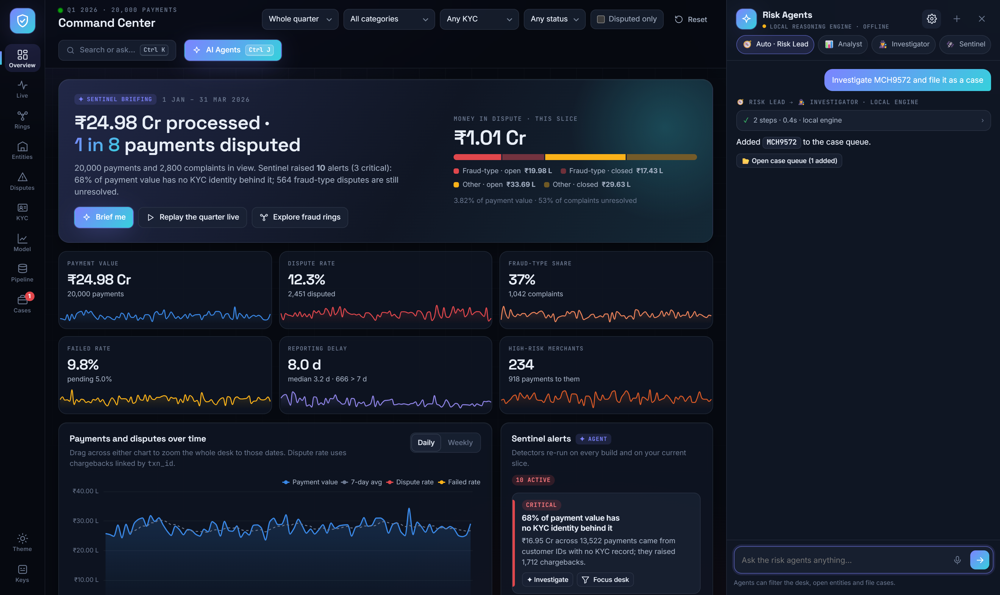 Q1 2026 · 20,000 PAYMENTS
Command Center
Whole quarter
All categories
Any KYC
Any status
Disputed only
Reset
Search or ask...
Ctrl K
AI Agents
Ctrl J
Overview
Live
Rings
Entities
Disputes
KYC
Model
Pipeline
1
Cases
Theme
Keys
✦ SENTINEL BRIEFING
1 JAN – 31 MAR 2026
₹24.98 Cr processed ·
1 in 8 payments disputed
20,000 payments and 2,800 complaints in view. Sentinel raised 10 alerts (3 critical):
68% of payment value has no KYC identity behind it; 564 fraud-type disputes are still
unresolved.
Brief me
Replay the quarter live
Explore fraud rings
MONEY IN DISPUTE · THIS SLICE
₹1.01 Cr
Fraud-type · open ₹19.98 L
Fraud-type · closed ₹17.43 L
Other · open ₹33.69 L
Other · closed ₹29.63 L
3.82% of payment value · 53% of complaints unresolved
PAYMENT VALUE
₹24.98 Cr
20,000 payments
DISPUTE RATE
12.3%
2,451 disputed
FRAUD-TYPE SHARE
37%
1,042 complaints
FAILED RATE
9.8%
pending 5.0%
REPORTING DELAY
8.0 d
median 3.2 d · 666 > 7 d
HIGH-RISK MERCHANTS
234
918 payments to them
Payments and disputes over time
Daily
Weekly
Drag across either chart to zoom the whole desk to those dates. Dispute rate uses
chargebacks linked by txn_id.
Payment value
7-day avg
Dispute rate
Failed rate
₹40.00 L
₹30.00 L
₹20.00 L
₹10.00 L
Sentinel alerts
✦ AGENT
Detectors re-run on every build and on your current
slice.
10 ACTIVE
CRITICAL
68% of payment value has
no KYC identity behind it
₹16.95 Cr across 13,522 payments came from
customer IDs with no KYC record; they raised
1,712 chargebacks.
✦ Investigate
Focus desk
Risk Agents
LOCAL REASONING ENGINE · OFFLINE
Auto · Risk Lead
Analyst
Investigator
Sentinel
Investigate MCH9572 and file it as a case
RISK LEAD → INVESTIGATOR · LOCAL ENGINE
✓ 2 steps · 0.4s · local engine ›
Added MCH9572 to the case queue.
Open case queue (1 added)
Ask the risk agents anything...
Agents can filter the desk, open entities and file cases.